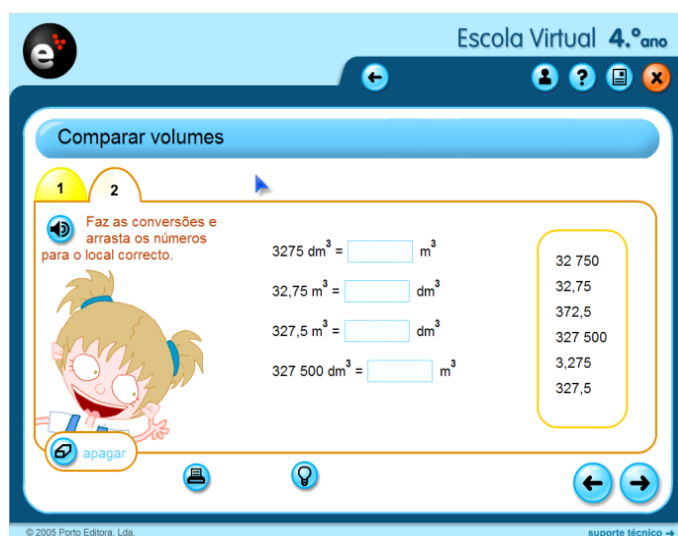 Escola Virtual 4.º ano
e
?
Comparar volumes
1
2
Faz as conversões e
arrasta os números
para o local correcto.
3275 dm³ = m³
32,75 m³ = dm³
327,5 m³ = dm³
327 500 dm³ = m³
32 750
32,75
372,5
327 500
3,275
327,5
apagar
© 2005 Porto Editora, Lda.
suporte técnico